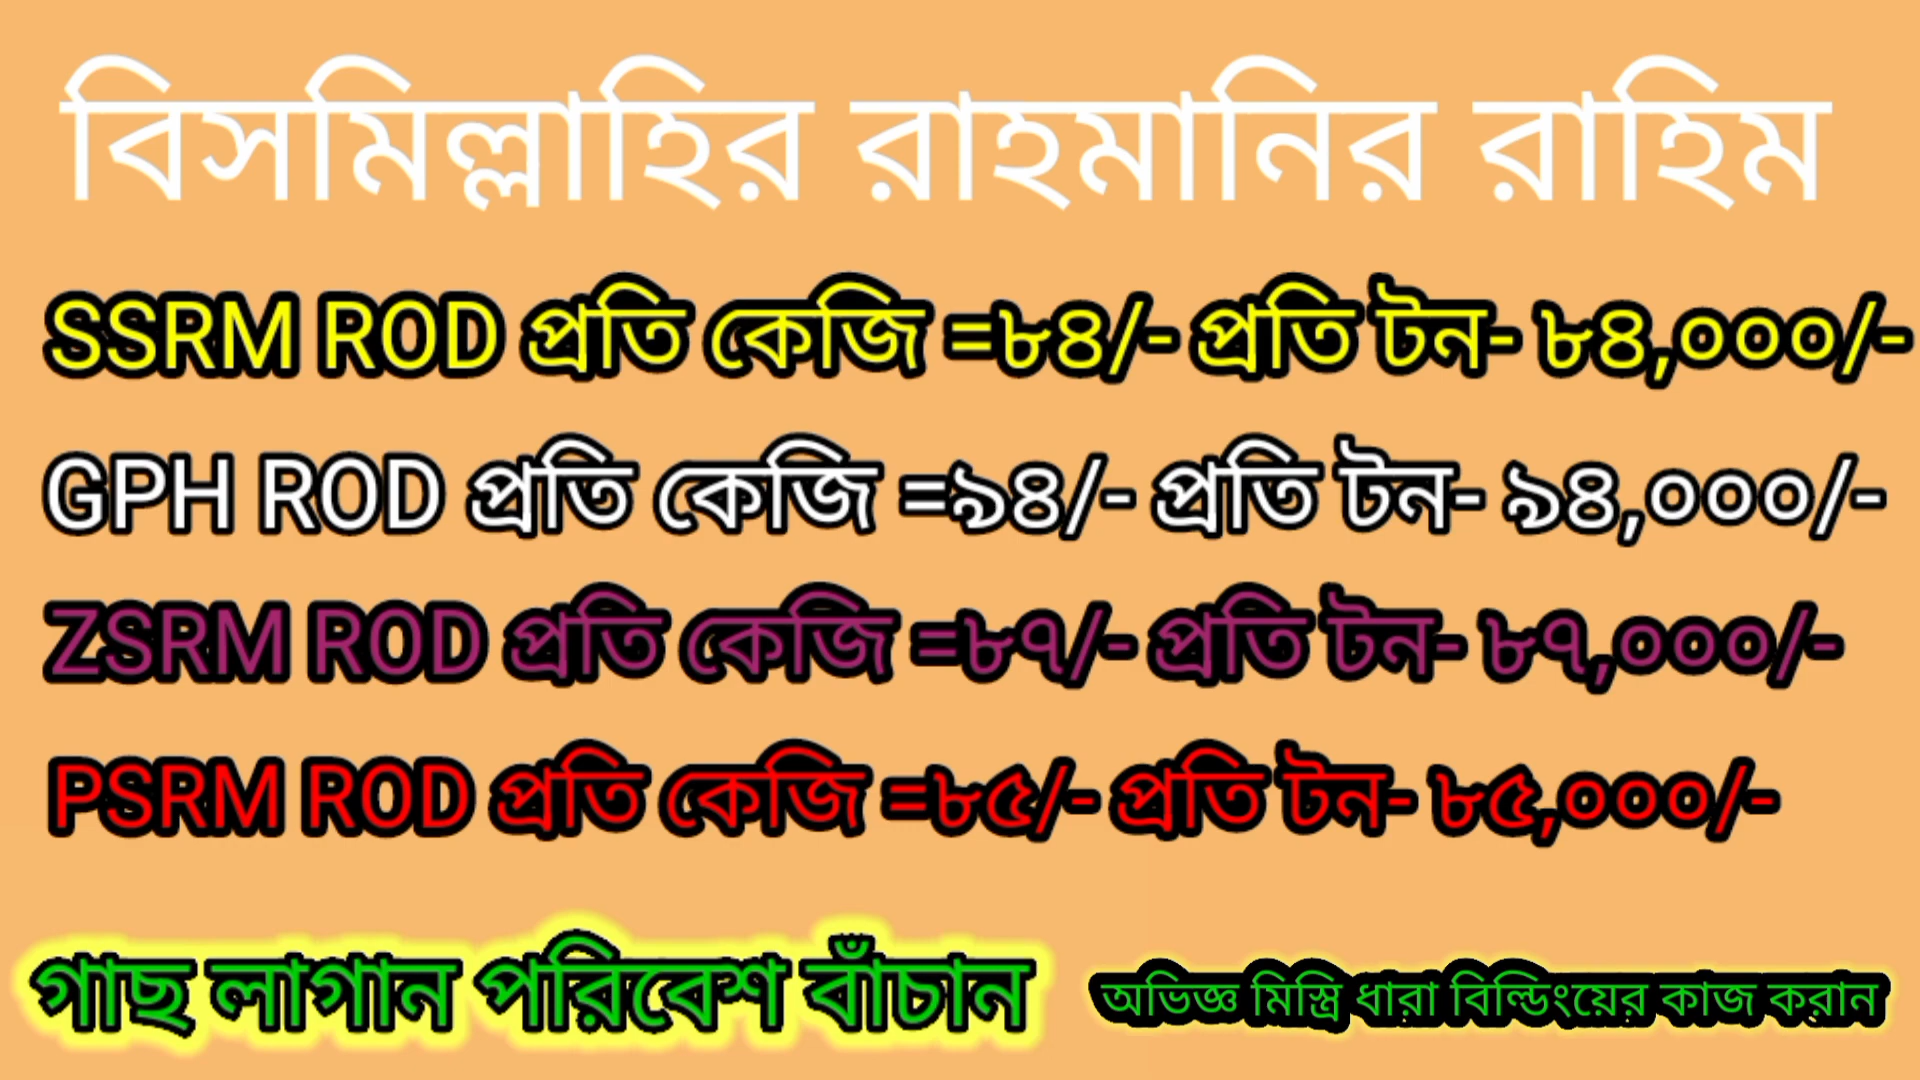 বিসমিল্লাহির রাহমানির রাহিম
SSRM ROD প্রতি কেজি =৮৪/- প্রতি টন- ৮৪,০০০/-
GPH ROD প্রতি কেজি =৯৪/- প্রতি টন- ৯৪,০০০/-
ZSRM ROD প্রতি কেজি =৮৭/- প্রতি টন- ৮৭,০০০/-
PSRM ROD প্রতি কেজি =৮৫/- প্রতি টন- ৮৫,০০০/-
গাছ লাগান পরিবেশ বাঁচান
অভিজ্ঞ মিস্ত্রি ধারা বিল্ডিংয়ের কাজ করান